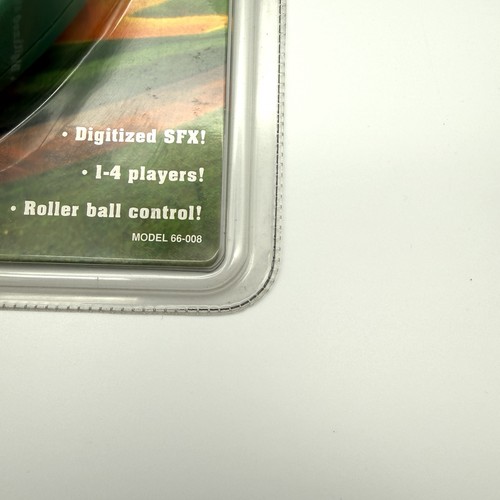 • Digitized SFX!
• 1-4 players!
• Roller ball control!
MODEL 66-008